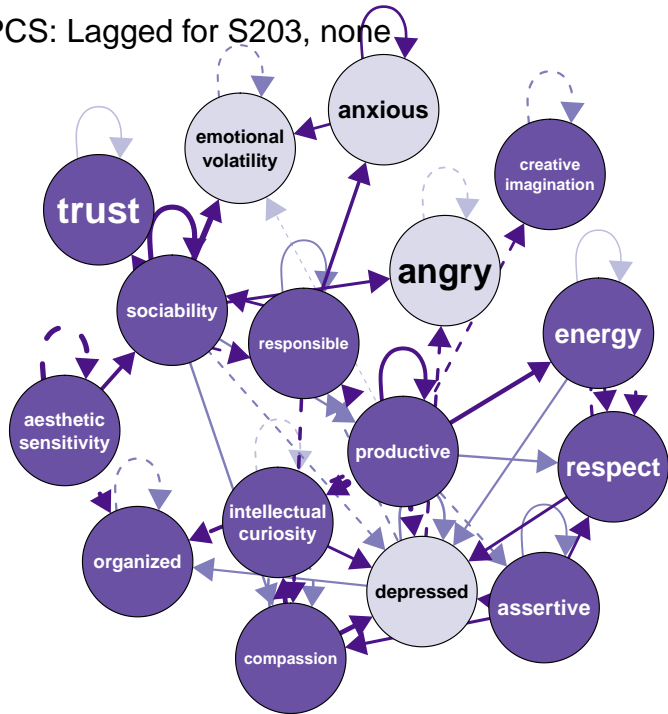 PCS: Lagged for S203, none
anxious
emotional
volatility
creative
imagination
trust
angry
sociability
energy
responsible
aesthetic
sensitivity
productive
respect
intellectual
curiosity
organized
depressed
assertive
compassion